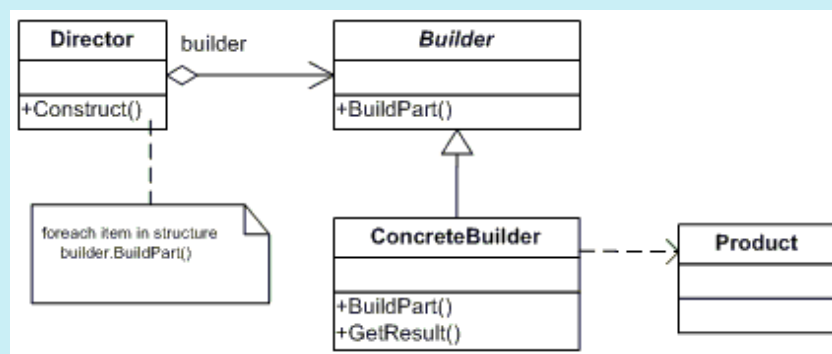 Director
builder
Builder
+Construct()
+BuildPart()
foreach item in structure
builder.BuildPart()
ConcreteBuilder
Product
+BuildPart()
+GetResult()